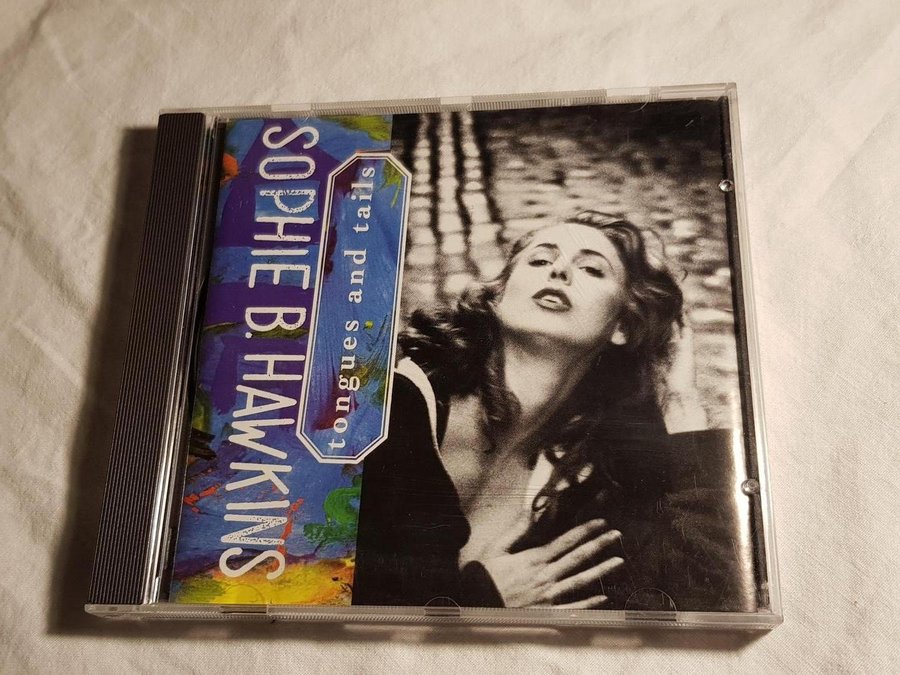 SOPHIE B. HAWKINS
tongues and tails